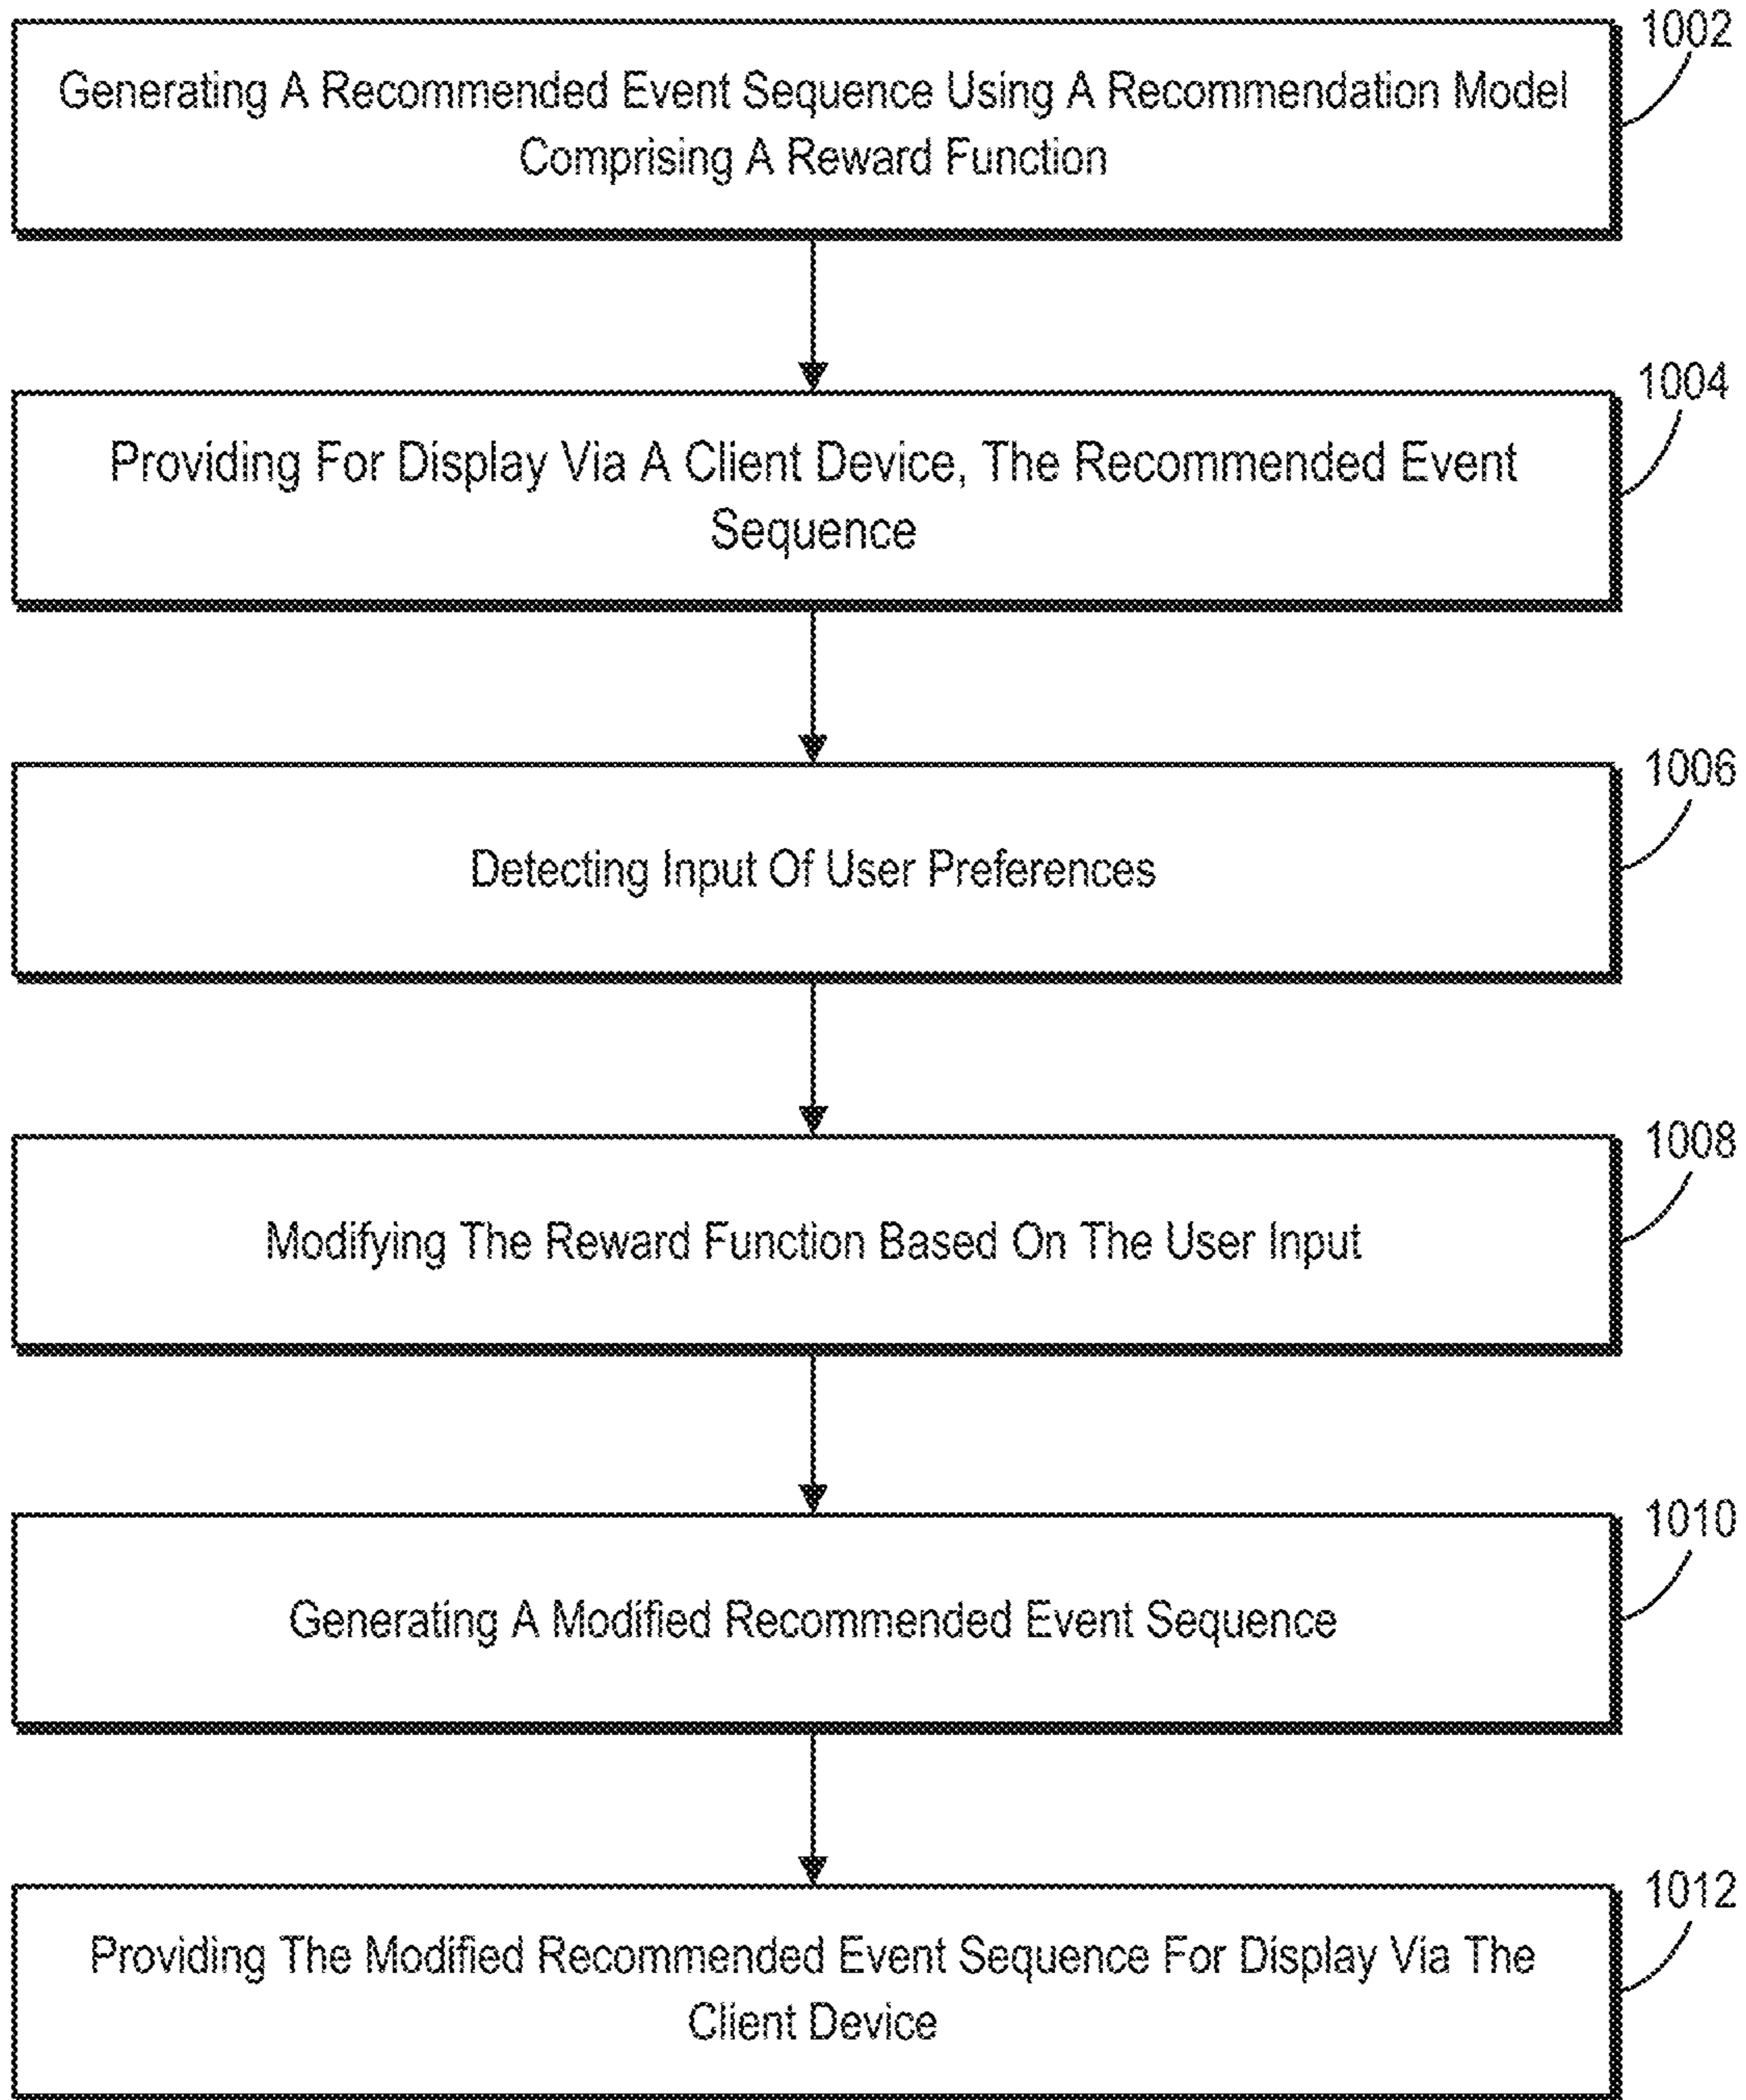 1002
Generating A Recommended Event Sequence Using A Recommendation Model
Comprising A Reward Function
1004
Providing For Display Via A Client Device, The Recommended Event
Sequence
1006
Detecting Input Of User Preferences
1008
Modifying The Reward Function Based On The User Input
1010
Generating A Modified Recommended Event Sequence
1012
Providing The Modified Recommended Event Sequence For Display Via The
Client Device